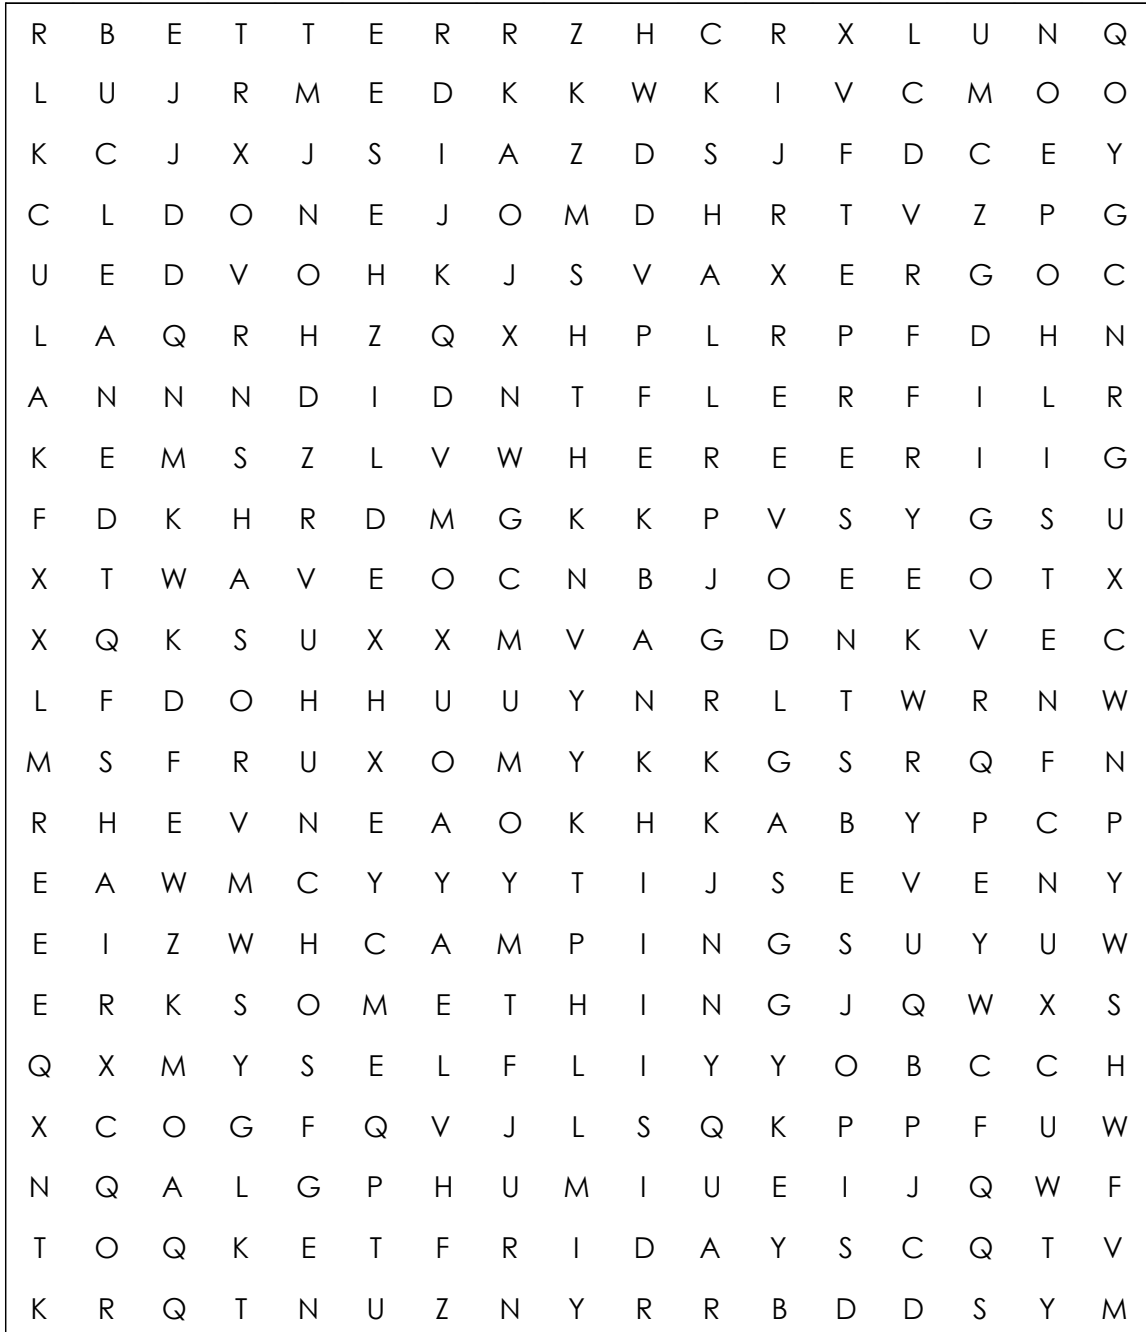 R B E T T E R R Z H C R X L U N Q
L U J R M E D K K W K I V C M O O
K C J X J S I A Z D S J F D C E Y
C L D O N E J O M D H R T V Z P G
U E D V O H K J S V A X E R G O C
L A Q R H Z Q X H P L R P F D H N
A N N N D I D N T F L E R F I L R
K E M S Z L V W H E R E E R I I G
F D K H R D M G K K P V S Y G S U
X T W A V E O C N B J O E E O T X
X Q K S U X X M V A G D N K V E C
L F D O H H U U Y N R L T W R N W
M S F R U X O M Y K K G S R Q F N
R H E V N E A O K H K A B Y P C P
E A W M C Y Y Y T I J S E V E N Y
E I Z W H C A M P I N G S U Y U W
E R K S O M E T H I N G J Q W X S
Q X M Y S E L F L I Y Y O B C C H
X C O G F Q V J L S Q K P P F U W
N Q A L G P H U M I U E I J Q W F
T O Q K E T F R I D A Y S C Q T V
K R Q T N U Z N Y R R B D D S Y M